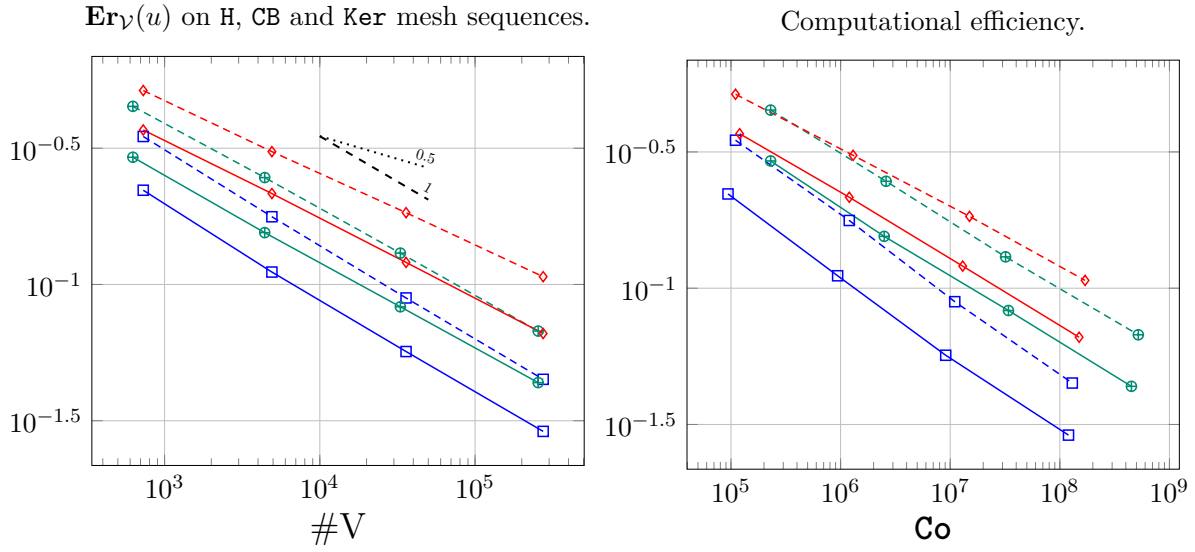 Er_V(u) on H, CB and Ker mesh sequences.
10^−0.5
10^−1
10^−1.5
0.5
1
10^3 10^4 10^5
#V
Computational efficiency.
10^−0.5
10^−1
10^−1.5
10^5 10^6 10^7 10^8 10^9
Co